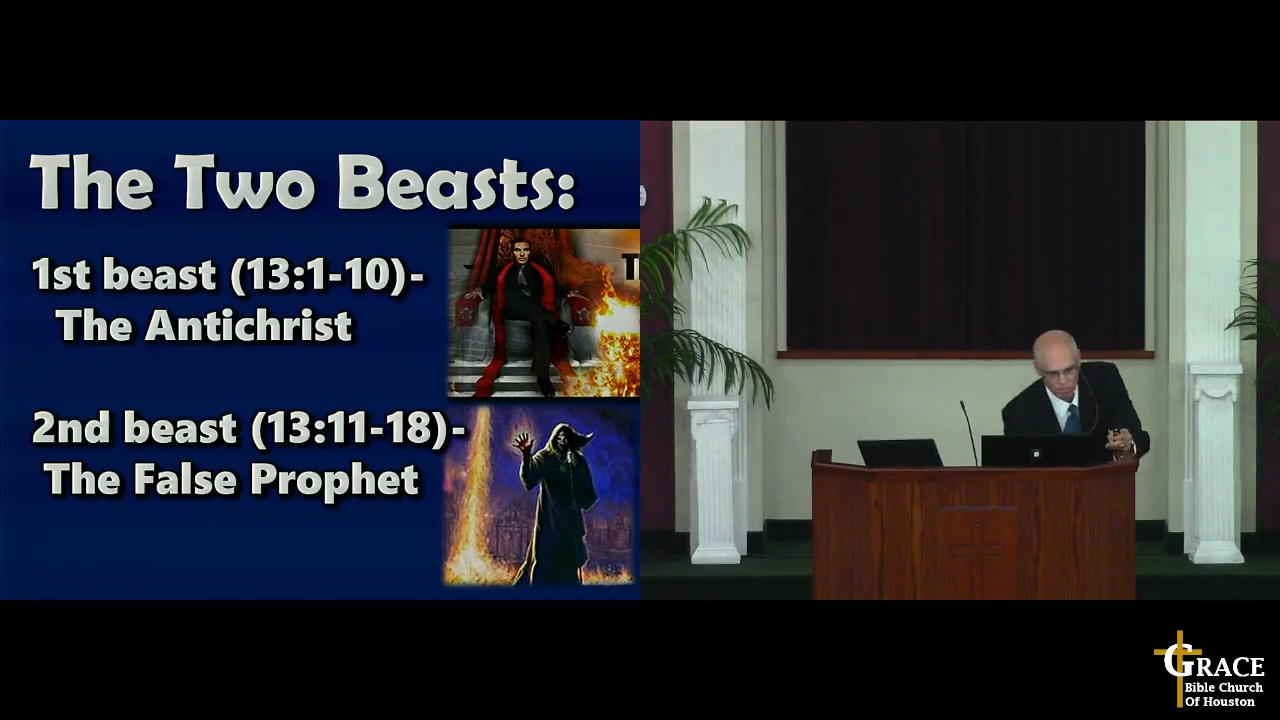 The Two Beasts:
1st beast (13:1-10)-
The Antichrist
2nd beast (13:11-18)-
The False Prophet
GRACE
Bible Church
Of Houston